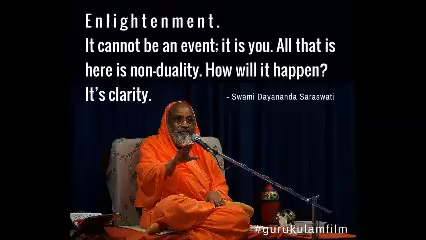 Enlightenment.
It cannot be an event; it is you. All that is
here is non-duality. How will it happen?
It's clarity.
- Swami Dayananda Saraswati
#gurukulamfilm